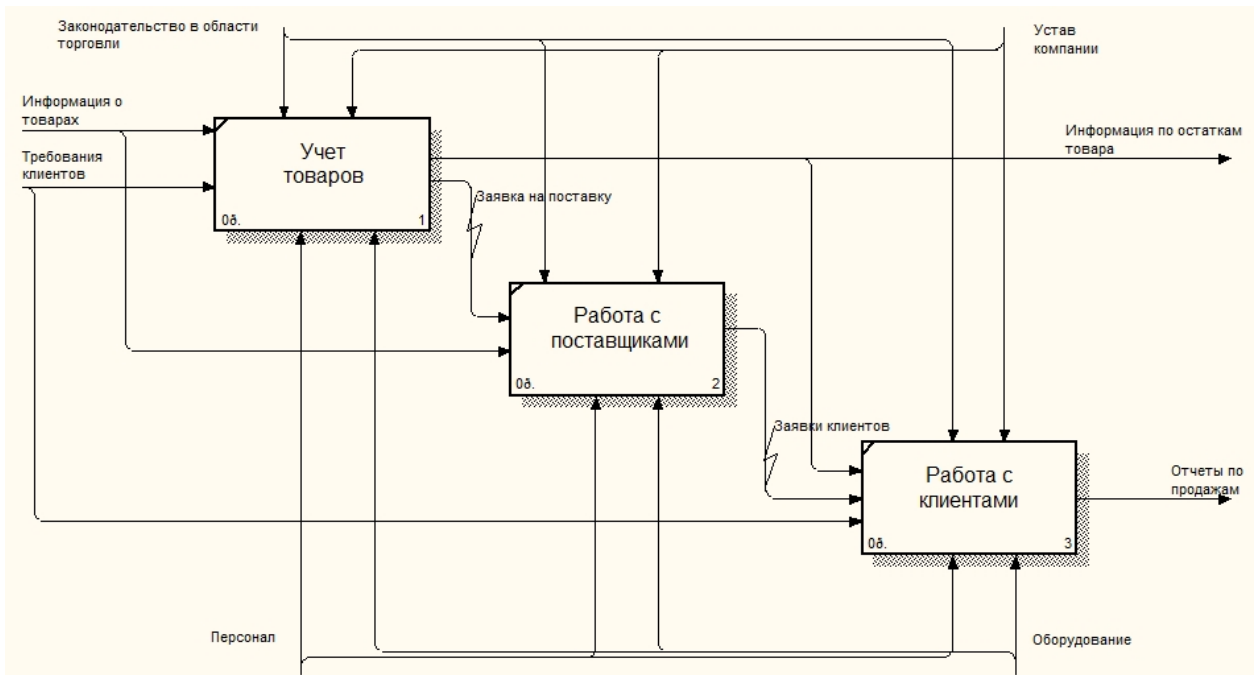 Законодательство в области
торговли
Устав
компании
Информация о
товарах
Требования
клиентов
Учет
товаров
0р.
1
Информация по остаткам
товара
Заявка на поставку
Работа с
поставщиками
0р.
2
Заявки клиентов
Работа с
клиентами
0р.
3
Отчеты по
продажам
Персонал
Оборудование